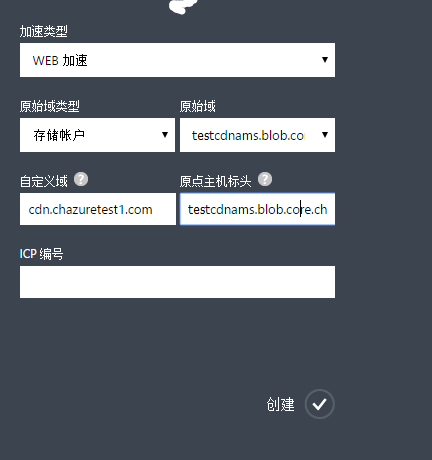 加速类型
WEB 加速
原始域类型 原始域
存储帐户 testcdnams.blob.co
自定义域 ? 原点主机标头 ?
cdn.chazuretest1.com testcdnams.blob.core.ch
ICP 编号
创建